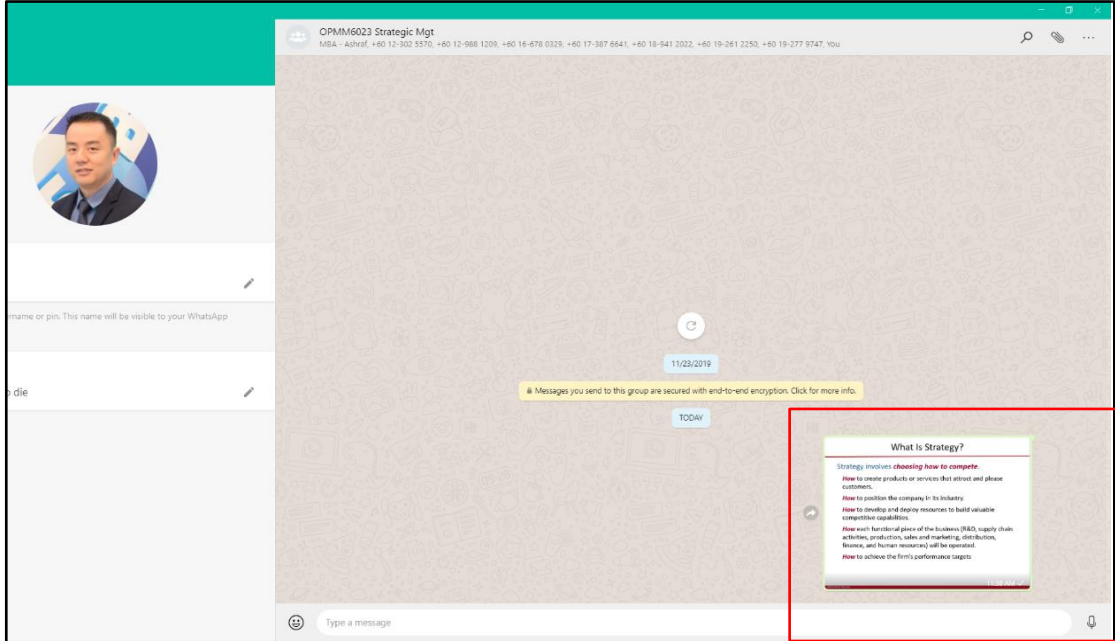 OPMM6023 Strategic Mgt
MBA - Ashraf, +60 12-302 5570, +60 12-988 1209, +60 16-678 0329, +60 17-387 6641, +60 18-941 2022, +60 19-261 2250, +60 19-277 9747, You
name or pin. This name will be visible to your WhatsApp
die
11/23/2019
Messages you send to this group are secured with end-to-end encryption. Click for more info.
TODAY
What Is Strategy?
Strategy involves choosing how to compete.
How to create products or services that attract and please
customers.
How to position the company in its industry.
How to develop and deploy resources to build valuable
competitive capabilities.
How each functional piece of the business (R&D, supply chain
activities, production, sales and marketing, distribution,
finance, and human resources) will be operated.
How to achieve the firm's performance targets
11:38 AM
Type a message